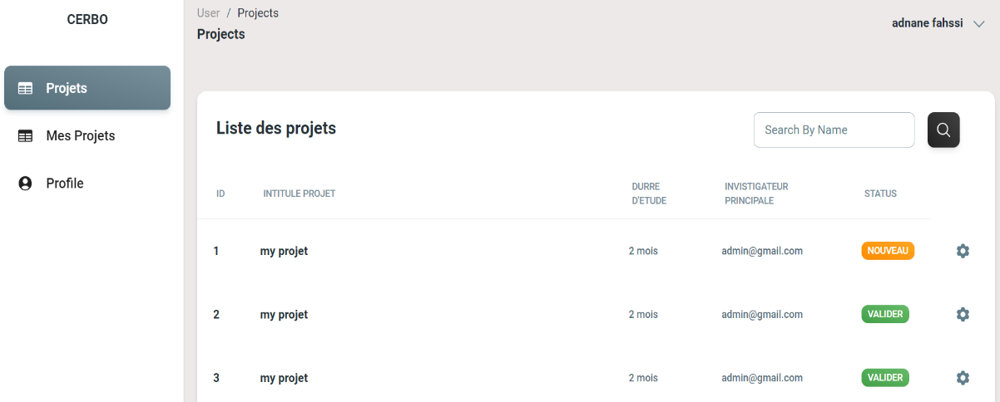 CERBO
Projets
Mes Projets
Profile
User / Projects
Projects
adnane fahssi
Liste des projets
Search By Name
ID INTITULE PROJET DURRE D'ETUDE INVISTIGATEUR PRINCIPALE STATUS
1 my projet 2 mois admin@gmail.com NOUVEAU
2 my projet 2 mois admin@gmail.com VALIDER
3 my projet 2 mois admin@gmail.com VALIDER